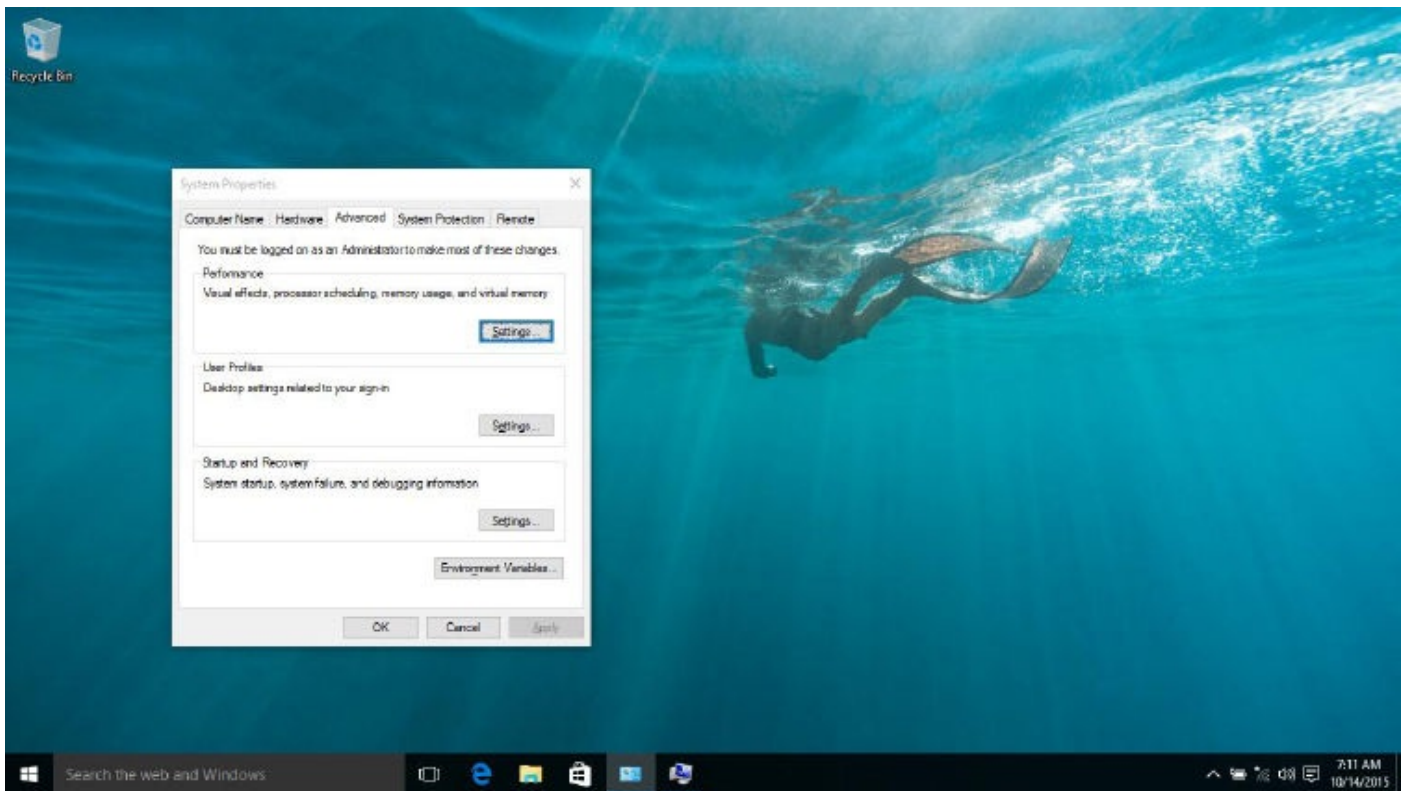 Recycle Bin
System Properties
Computer Name Hardware Advanced System Protection Remote
You must be logged on as an Administrator to make most of these changes.
Performance
Visual effects, processor scheduling, memory usage, and virtual memory
Settings...
User Profiles
Desktop settings related to your sign-in
Settings...
Startup and Recovery
System startup, system failure, and debugging information
Settings...
Environment Variables...
OK Cancel Apply
Search the web and Windows
7:11 AM
10/14/2015